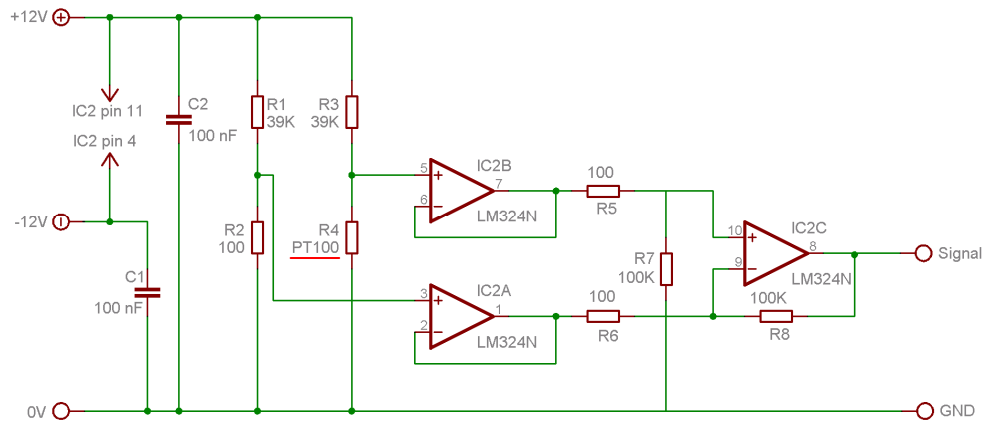 +12V
IC2 pin 11
IC2 pin 4
-12V
C1
100 nF
C2
100 nF
R1
39K
R3
39K
R2
100
R4
PT100
5
6
7
+
−
IC2B
LM324N
3
2
1
+
−
IC2A
LM324N
100
R5
100
R6
R7
100K
10
9
8
+
−
IC2C
LM324N
100K
R8
Signal
0V
GND